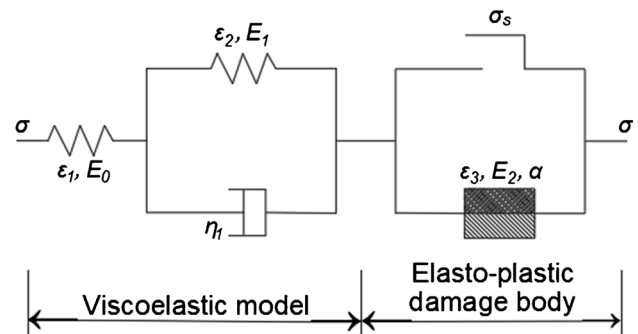 ε2, E1
σs
σ
σ
ε1, E0
ε3, E2, α
η1
Viscoelastic model
Elasto-plastic
damage body